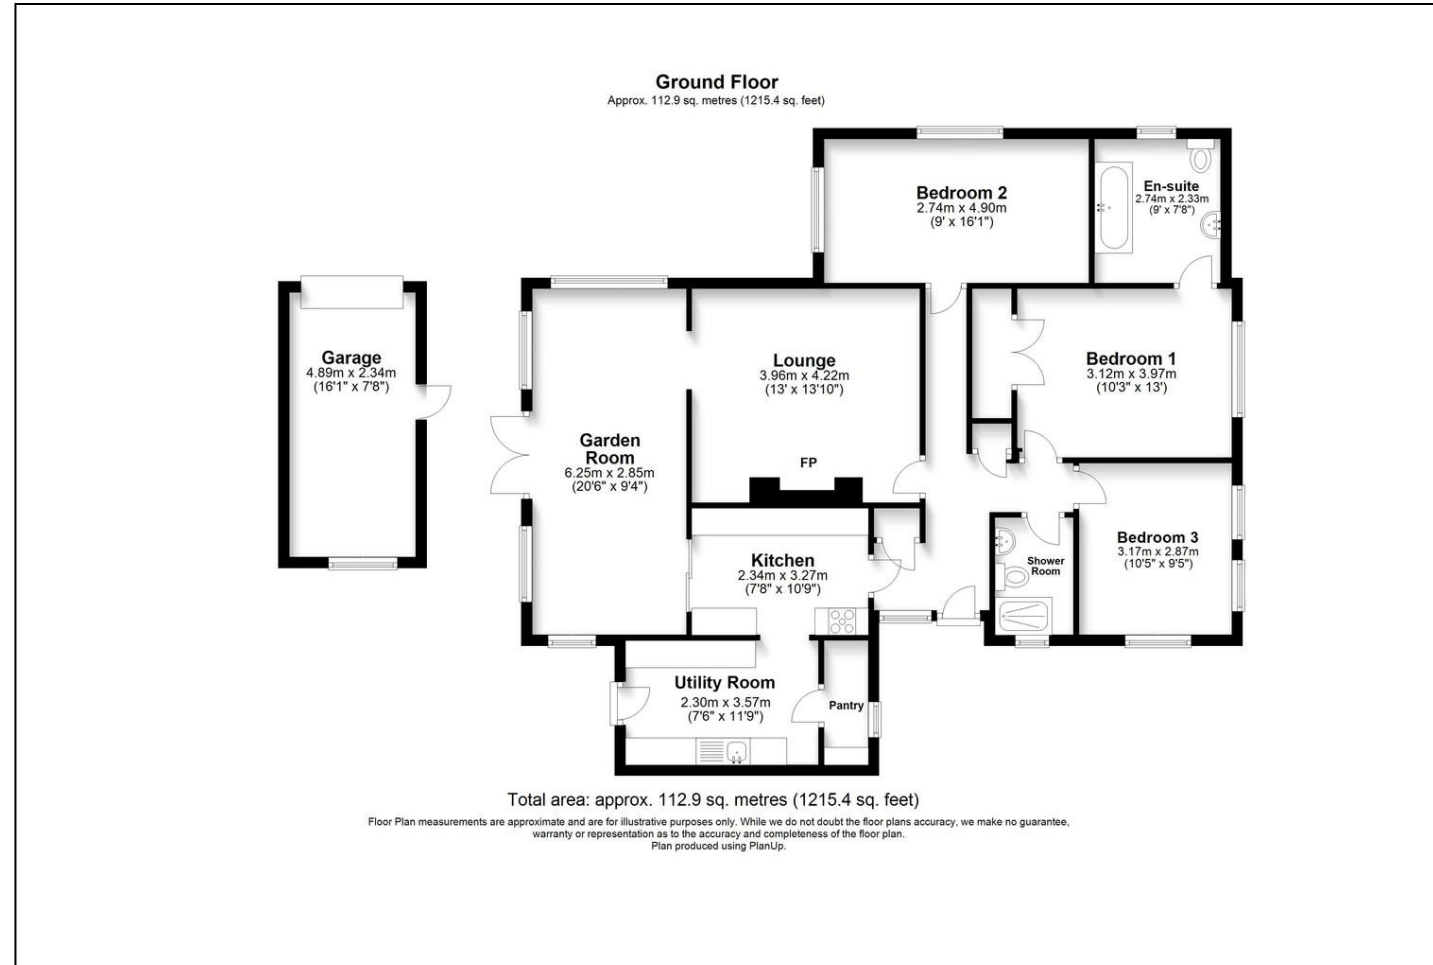 Ground Floor
Approx. 112.9 sq. metres (1215.4 sq. feet)
Bedroom 2
2.74m x 4.90m
(9' x 16'1")
En-suite
2.74m x 2.33m
(9' x 7'8")
Garage
4.89m x 2.34m
(16'1" x 7'8")
Lounge
3.96m x 4.22m
(13' x 13'10")
FP
Bedroom 1
3.12m x 3.97m
(10'3" x 13')
Garden
Room
6.25m x 2.85m
(20'6" x 9'4")
Kitchen
2.34m x 3.27m
(7'8" x 10'9")
Shower
Room
Bedroom 3
3.17m x 2.87m
(10'5" x 9'5")
Utility Room
2.30m x 3.57m
(7'6" x 11'9")
Pantry
Total area: approx. 112.9 sq. metres (1215.4 sq. feet)
Floor Plan measurements are approximate and are for illustrative purposes only. While we do not doubt the floor plans accuracy, we make no guarantee,
warranty or representation as to the accuracy and completeness of the floor plan.
Plan produced using PlanUp.